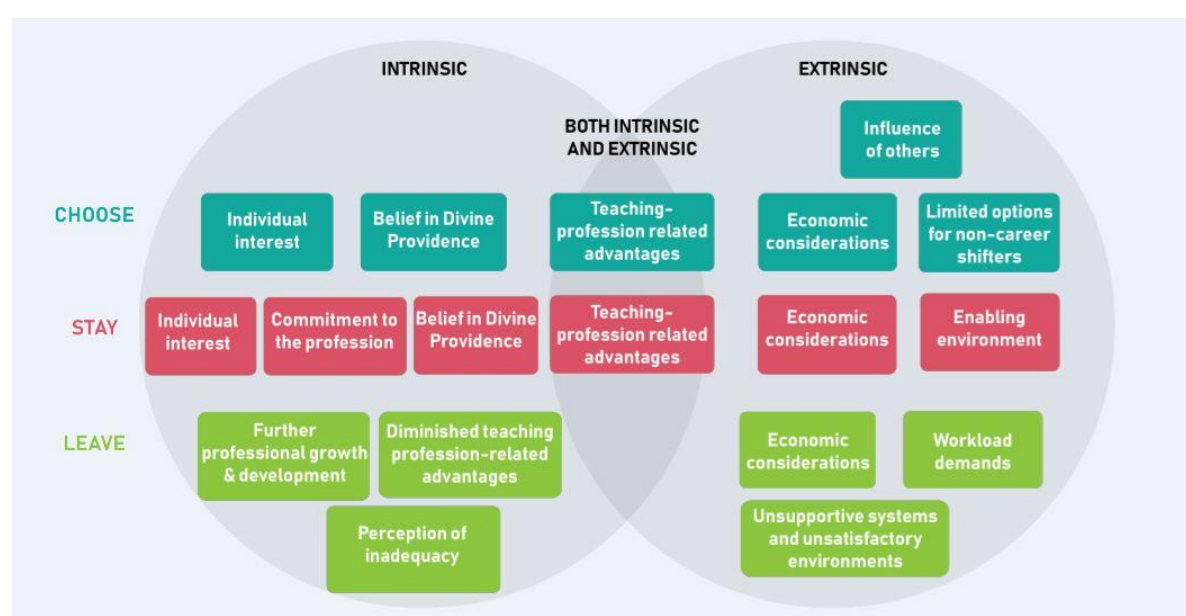 INTRINSIC
EXTRINSIC
BOTH INTRINSIC
AND EXTRINSIC
Influence
of others
CHOOSE
Individual
interest
Belief in Divine
Providence
Teaching-
profession related
advantages
Economic
considerations
Limited options
for non-career
shifters
STAY
Individual
interest
Commitment to
the profession
Belief in Divine
Providence
Teaching-
profession related
advantages
Economic
considerations
Enabling
environment
LEAVE
Further
professional growth
& development
Diminished teaching
profession-related
advantages
Economic
considerations
Workload
demands
Perception of
inadequacy
Unsupportive systems
and unsatisfactory
environments